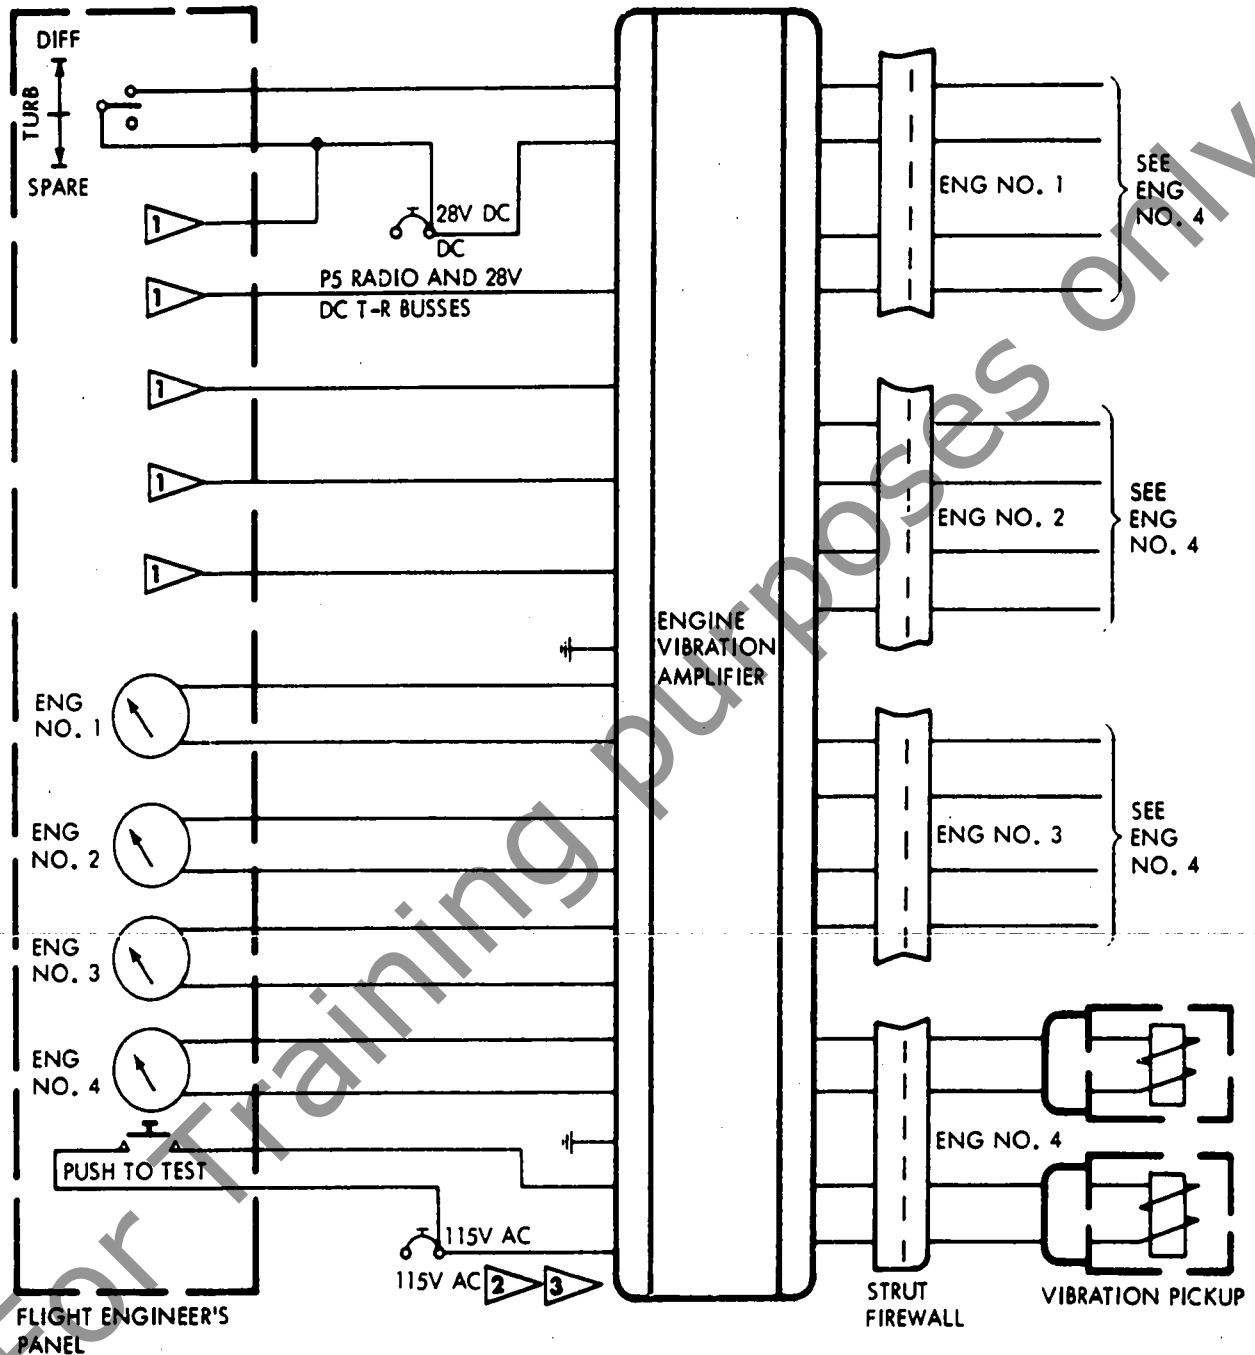 DIFF
TURB
SPARE
1
28V DC
DC
1
P5 RADIO AND 28V
DC T-R BUSSES
1
1
1
ENG
NO. 1
ENG
NO. 2
ENG
NO. 3
ENG
NO. 4
PUSH TO TEST
115V AC
115V AC
2
3
FLIGHT ENGINEER'S
PANEL
ENGINE
VIBRATION
AMPLIFIER
ENG NO. 1
SEE
ENG
NO. 4
ENG NO. 2
SEE
ENG
NO. 4
ENG NO. 3
SEE
ENG
NO. 4
ENG NO. 4
STRUT
FIREWALL
VIBRATION PICKUP
For Training purposes only